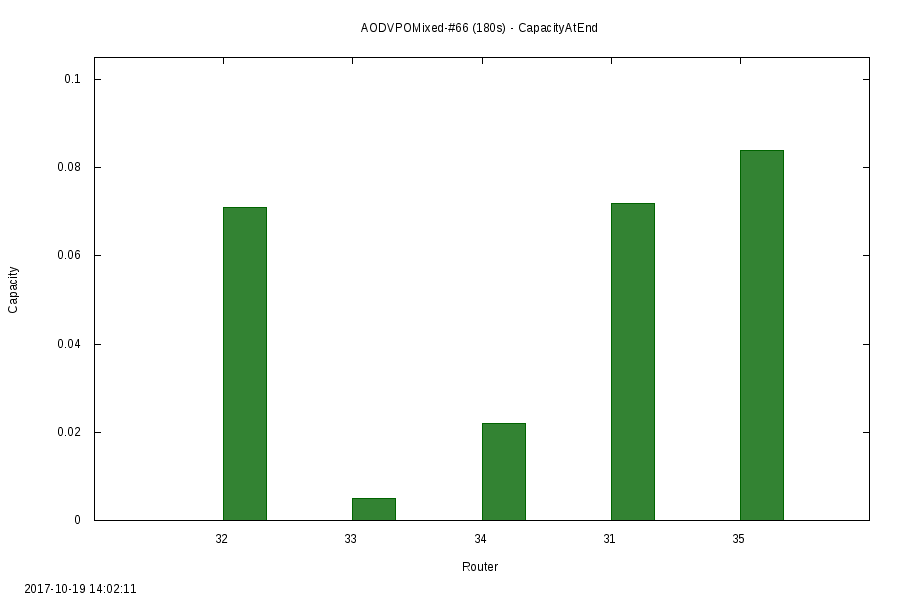 AODVPOMixed-#66 (180s) - CapacityAtEnd
0.1
0.08
0.06
0.04
0.02
0
Capacity
32 33 34 31 35
Router
2017-10-19 14:02:11